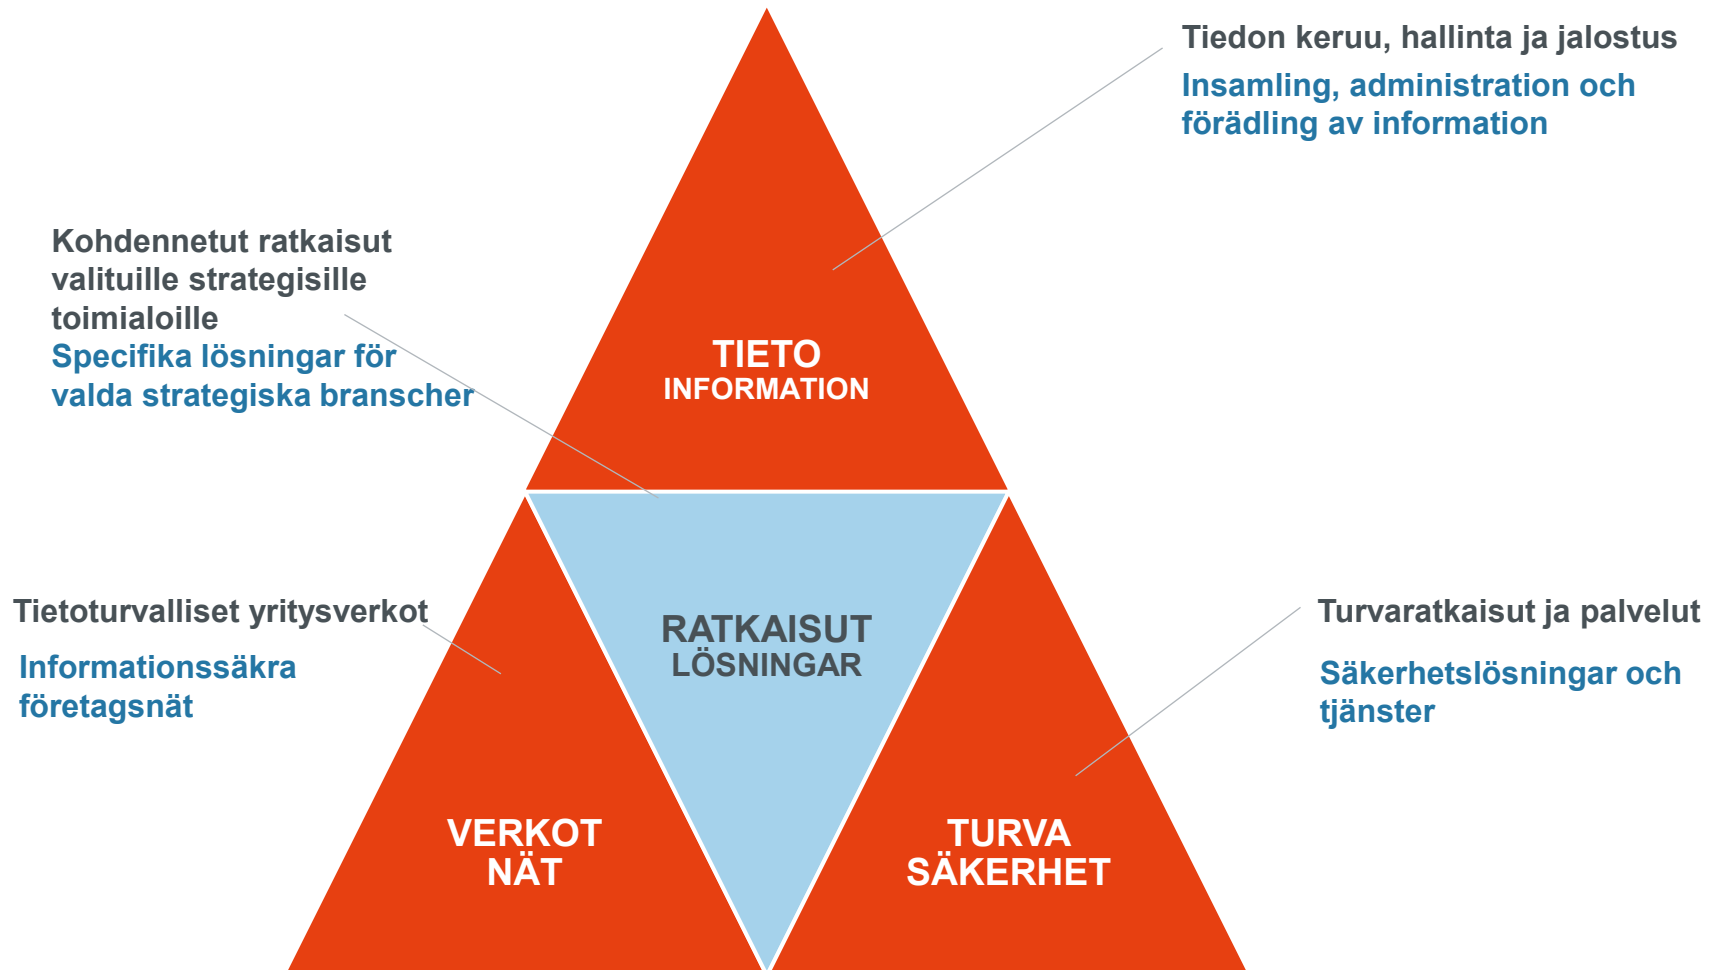 Tiedon keruu, hallinta ja jalostus
Insamling, administration och
förädling av information
Kohdennetut ratkaisut
valituille strategisille
toimialoille
Specifika lösningar för
valda strategiska branscher
TIETO
INFORMATION
Tietoturvalliset yritysverkot
Informationssäkra
företagsnät
RATKAISUT
LÖSNINGAR
Turvaratkaisut ja palvelut
Säkerhetslösningar och
tjänster
VERKOT
NÄT
TURVA
SÄKERHET